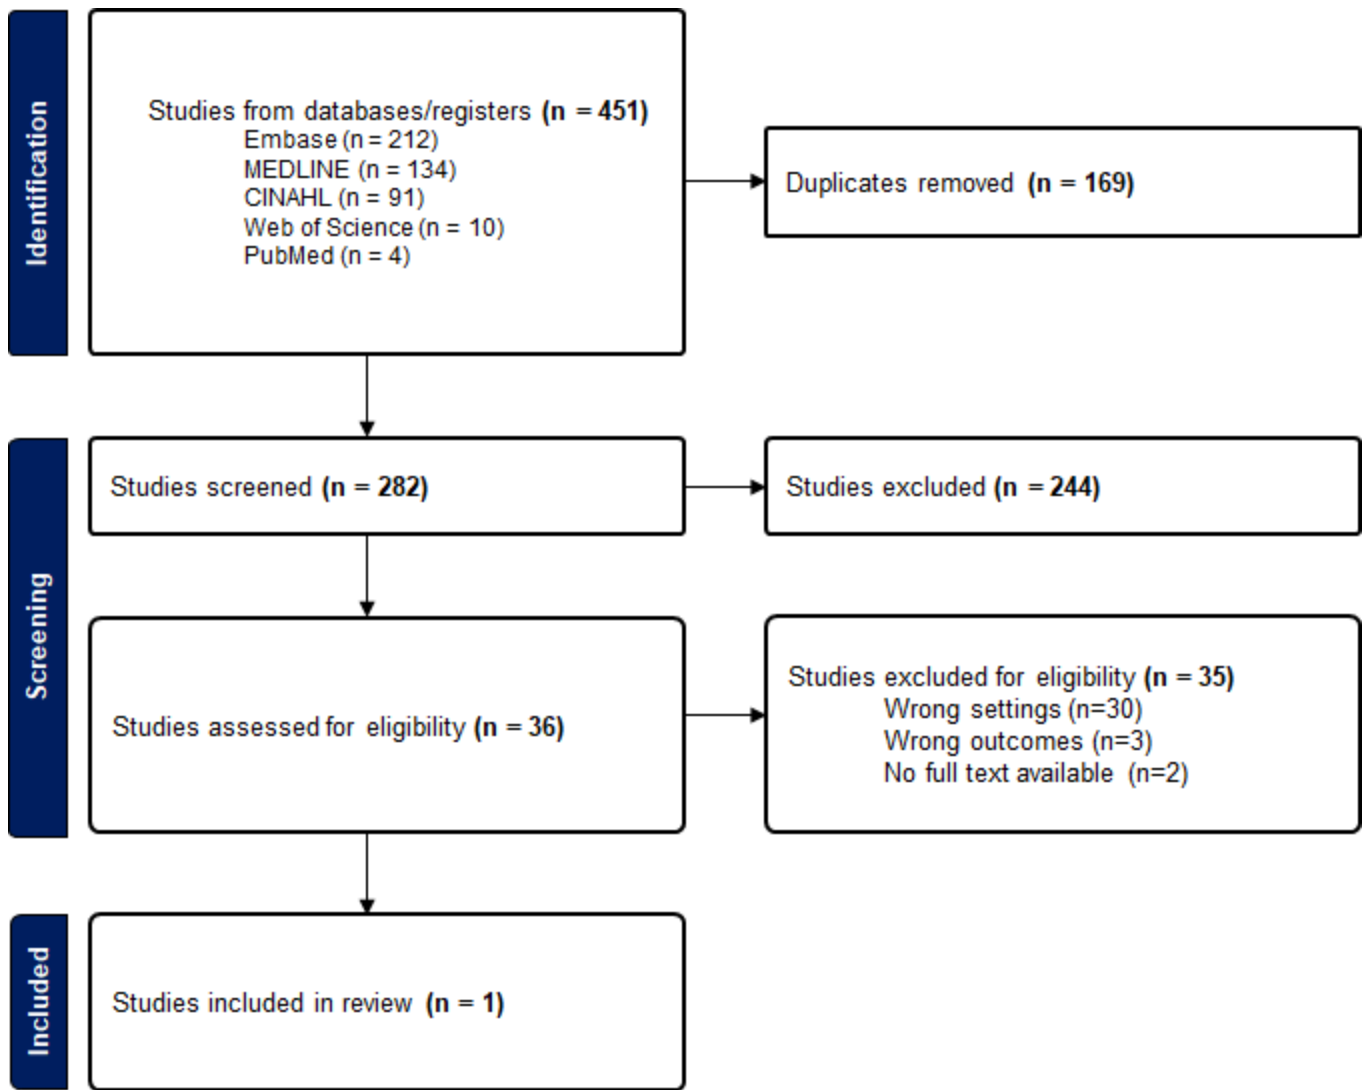 Identification
Studies from databases/registers (n = 451)
Embase (n = 212)
MEDLINE (n = 134)
CINAHL (n = 91)
Web of Science (n = 10)
PubMed (n = 4)
Duplicates removed (n = 169)
Screening
Studies screened (n = 282)
Studies excluded (n = 244)
Studies assessed for eligibility (n = 36)
Studies excluded for eligibility (n = 35)
Wrong settings (n=30)
Wrong outcomes (n=3)
No full text available (n=2)
Included
Studies included in review (n = 1)